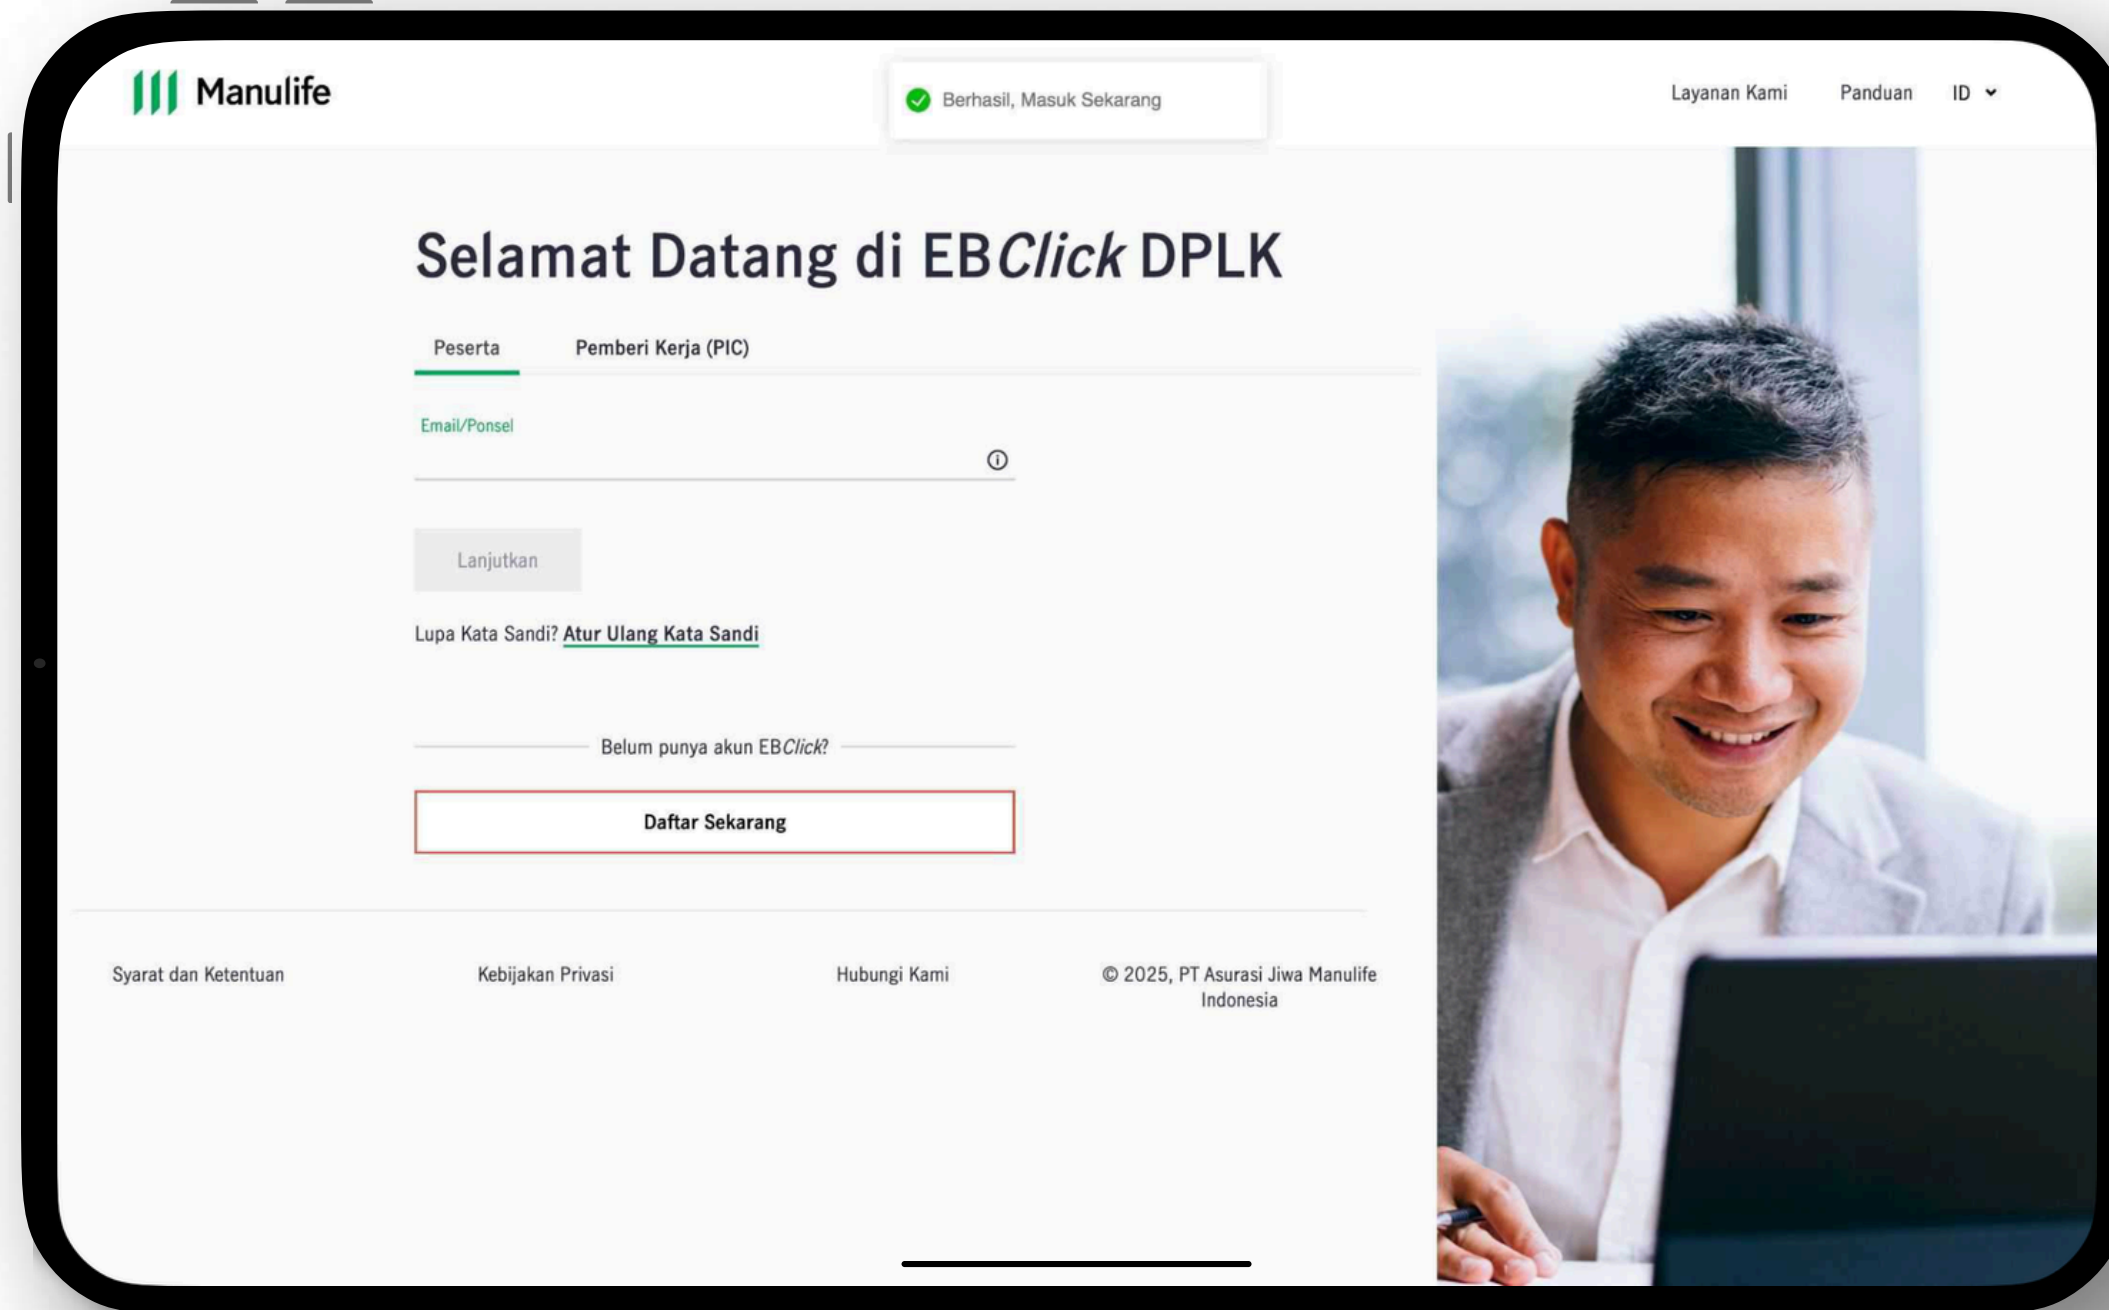 Manulife
Berhasil, Masuk Sekarang
Layanan Kami
Panduan
ID
Selamat Datang di EBClick DPLK
Peserta
Pemberi Kerja (PIC)
Email/Ponsel
Lanjutkan
Lupa Kata Sandi? Atur Ulang Kata Sandi
Belum punya akun EBClick?
Daftar Sekarang
Syarat dan Ketentuan
Kebijakan Privasi
Hubungi Kami
© 2025, PT Asurasi Jiwa Manulife
Indonesia